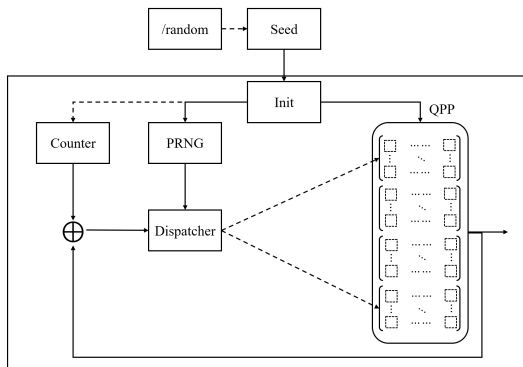 /random
Seed
Init
QPP
Counter
PRNG
Dispatcher